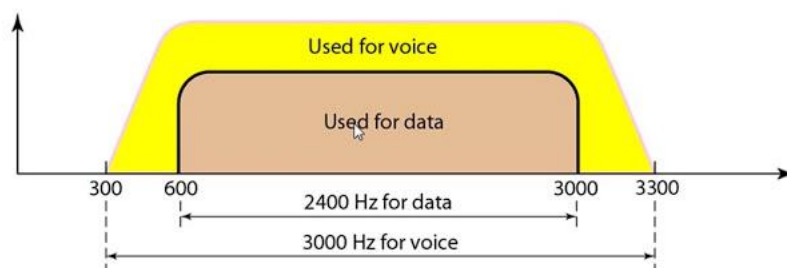 Used for voice
Used for data
300 600 3000 3300
2400 Hz for data
3000 Hz for voice